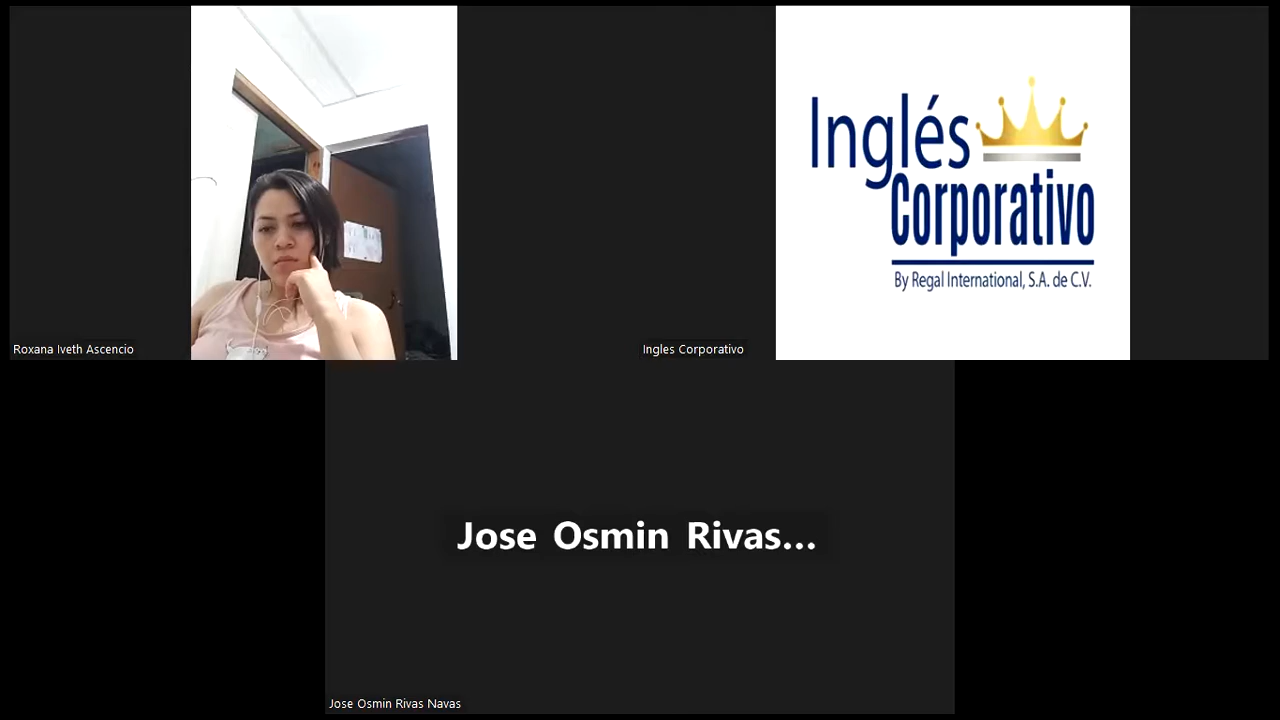 Inglés
Corporativo
By Regal International, S.A. de C.V.
Roxana Iveth Ascencio
Ingles Corporativo
Jose Osmin Rivas...
Jose Osmin Rivas Navas